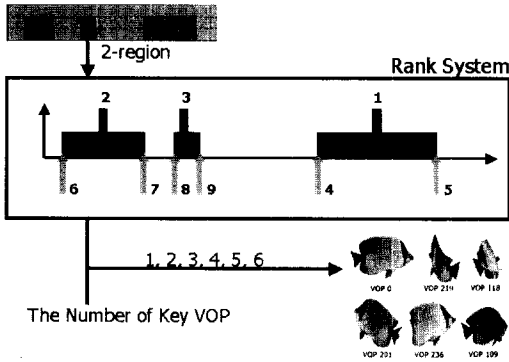 2-region
Rank System
2 3 1
6 7 8 9 4 5
1, 2, 3, 4, 5, 6
The Number of Key VOP
VOP 0 VOP 219 VOP 118
VOP 201 VOP 236 VOP 109